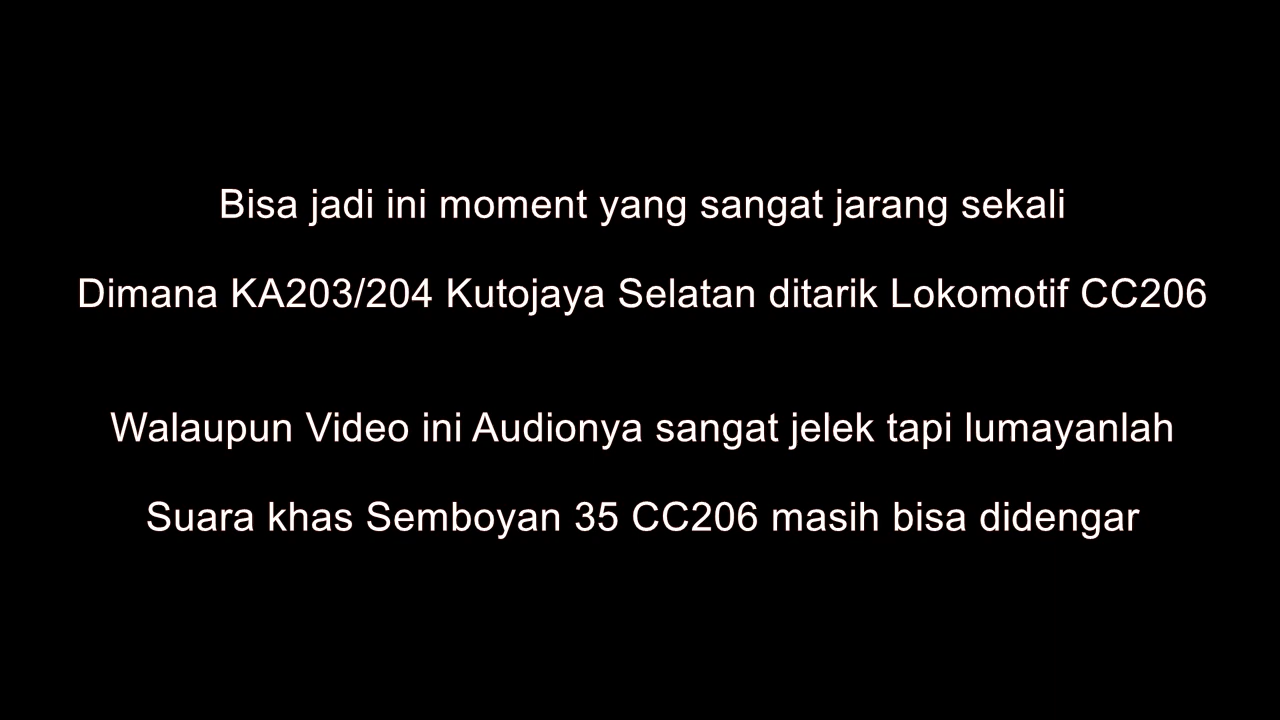 Bisa jadi ini moment yang sangat jarang sekali
Dimana KA203/204 Kutojaya Selatan ditarik Lokomotif CC206
Walaupun Video ini Audionya sangat jelek tapi lumayanlah
Suara khas Semboyan 35 CC206 masih bisa didengar